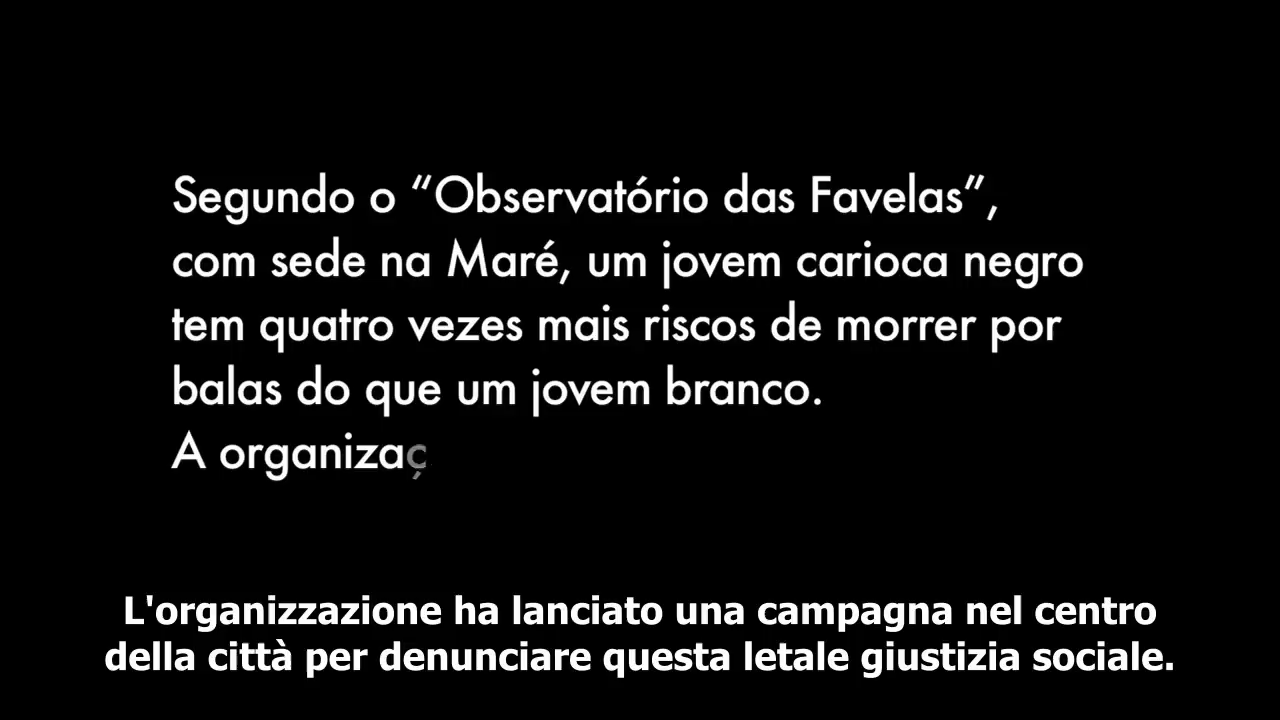 Segundo o “Observatório das Favelas”,
com sede na Maré, um jovem carioca negro
tem quatro vezes mais riscos de morrer por
balas do que um jovem branco.
A organizaç
L'organizzazione ha lanciato una campagna nel centro
della città per denunciare questa letale giustizia sociale.